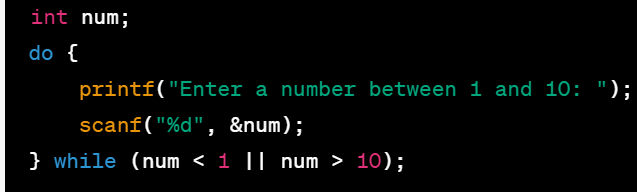 int num;
do {
    printf("Enter a number between 1 and 10: ");
    scanf("%d", &num);
} while (num < 1 || num > 10);